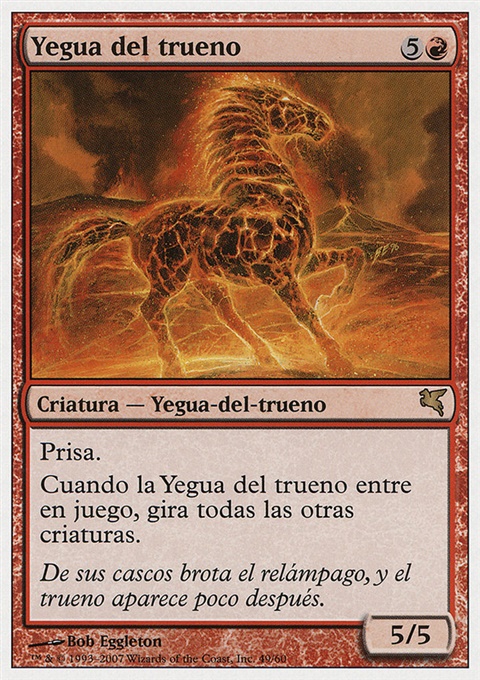 Yegua del trueno
5
Criatura — Yegua-del-trueno
Prisa.
Cuando la Yegua del trueno entre
en juego, gira todas las otras
criaturas.
De sus cascos brota el relámpago, y el
trueno aparece poco después.
Bob Eggleton
5/5
™ & © 1993-2007 Wizards of the Coast, Inc. 49/60